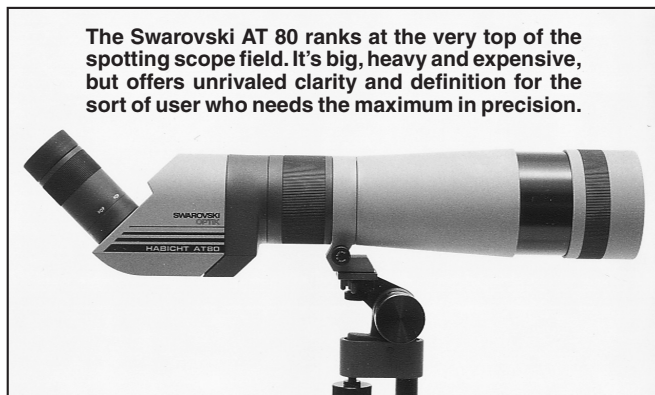 The Swarovski AT 80 ranks at the very top of the
spotting scope field. It's big, heavy and expensive,
but offers unrivaled clarity and definition for the
sort of user who needs the maximum in precision.
SWAROVSKI
OPTIK
HABICHT AT80